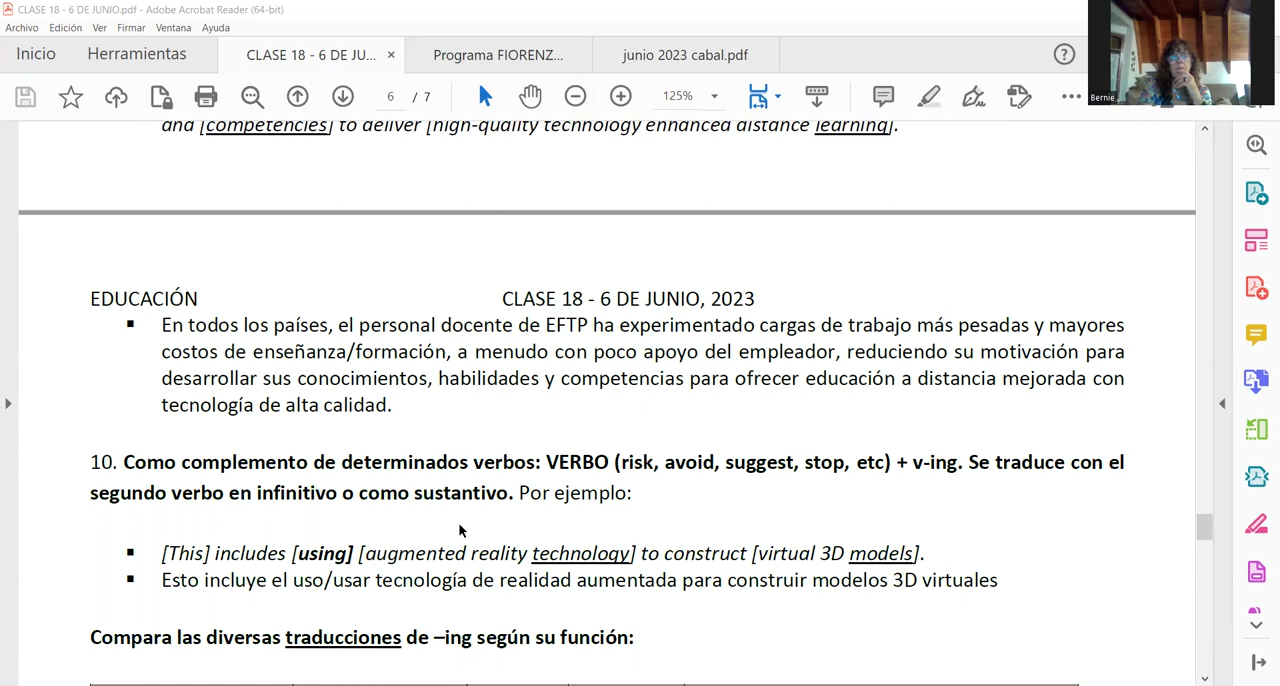 CLASE 18 - 6 DE JUNIO.pdf - Adobe Acrobat Reader (64-bit)
Archivo Edición Ver Firmar Ventana Ayuda
Inicio Herramientas CLASE 18 - 6 DE JU... × Programa FIORENZ... junio 2023 cabal.pdf
6 / 7 125%
Bernie
and [competencies] to deliver [high-quality technology enhanced distance learning].
EDUCACIÓN CLASE 18 - 6 DE JUNIO, 2023
▪ En todos los países, el personal docente de EFTP ha experimentado cargas de trabajo más pesadas y mayores
costos de enseñanza/formación, a menudo con poco apoyo del empleador, reduciendo su motivación para
desarrollar sus conocimientos, habilidades y competencias para ofrecer educación a distancia mejorada con
tecnología de alta calidad.
10. Como complemento de determinados verbos: VERBO (risk, avoid, suggest, stop, etc) + v-ing. Se traduce con el
segundo verbo en infinitivo o como sustantivo. Por ejemplo:
▪ [This] includes [using] [augmented reality technology] to construct [virtual 3D models].
▪ Esto incluye el uso/usar tecnología de realidad aumentada para construir modelos 3D virtuales
Compara las diversas traducciones de –ing según su función: